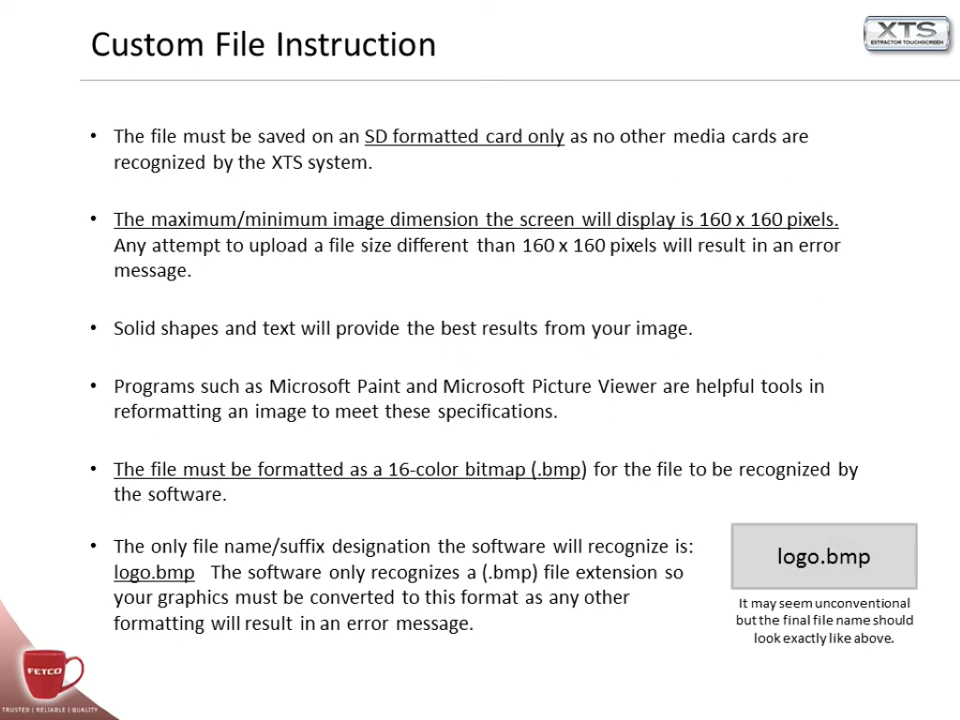 Custom File Instruction
XTS
EXTRACTOR TOUCHSCREEN
• The file must be saved on an SD formatted card only as no other media cards are
recognized by the XTS system.
• The maximum/minimum image dimension the screen will display is 160 x 160 pixels.
Any attempt to upload a file size different than 160 x 160 pixels will result in an error
message.
• Solid shapes and text will provide the best results from your image.
• Programs such as Microsoft Paint and Microsoft Picture Viewer are helpful tools in
reformatting an image to meet these specifications.
• The file must be formatted as a 16-color bitmap (.bmp) for the file to be recognized by
the software.
• The only file name/suffix designation the software will recognize is:
logo.bmp The software only recognizes a (.bmp) file extension so
your graphics must be converted to this format as any other
formatting will result in an error message.
logo.bmp
It may seem unconventional
but the final file name should
look exactly like above.
FETCO
TRUSTED | RELIABLE | QUALITY